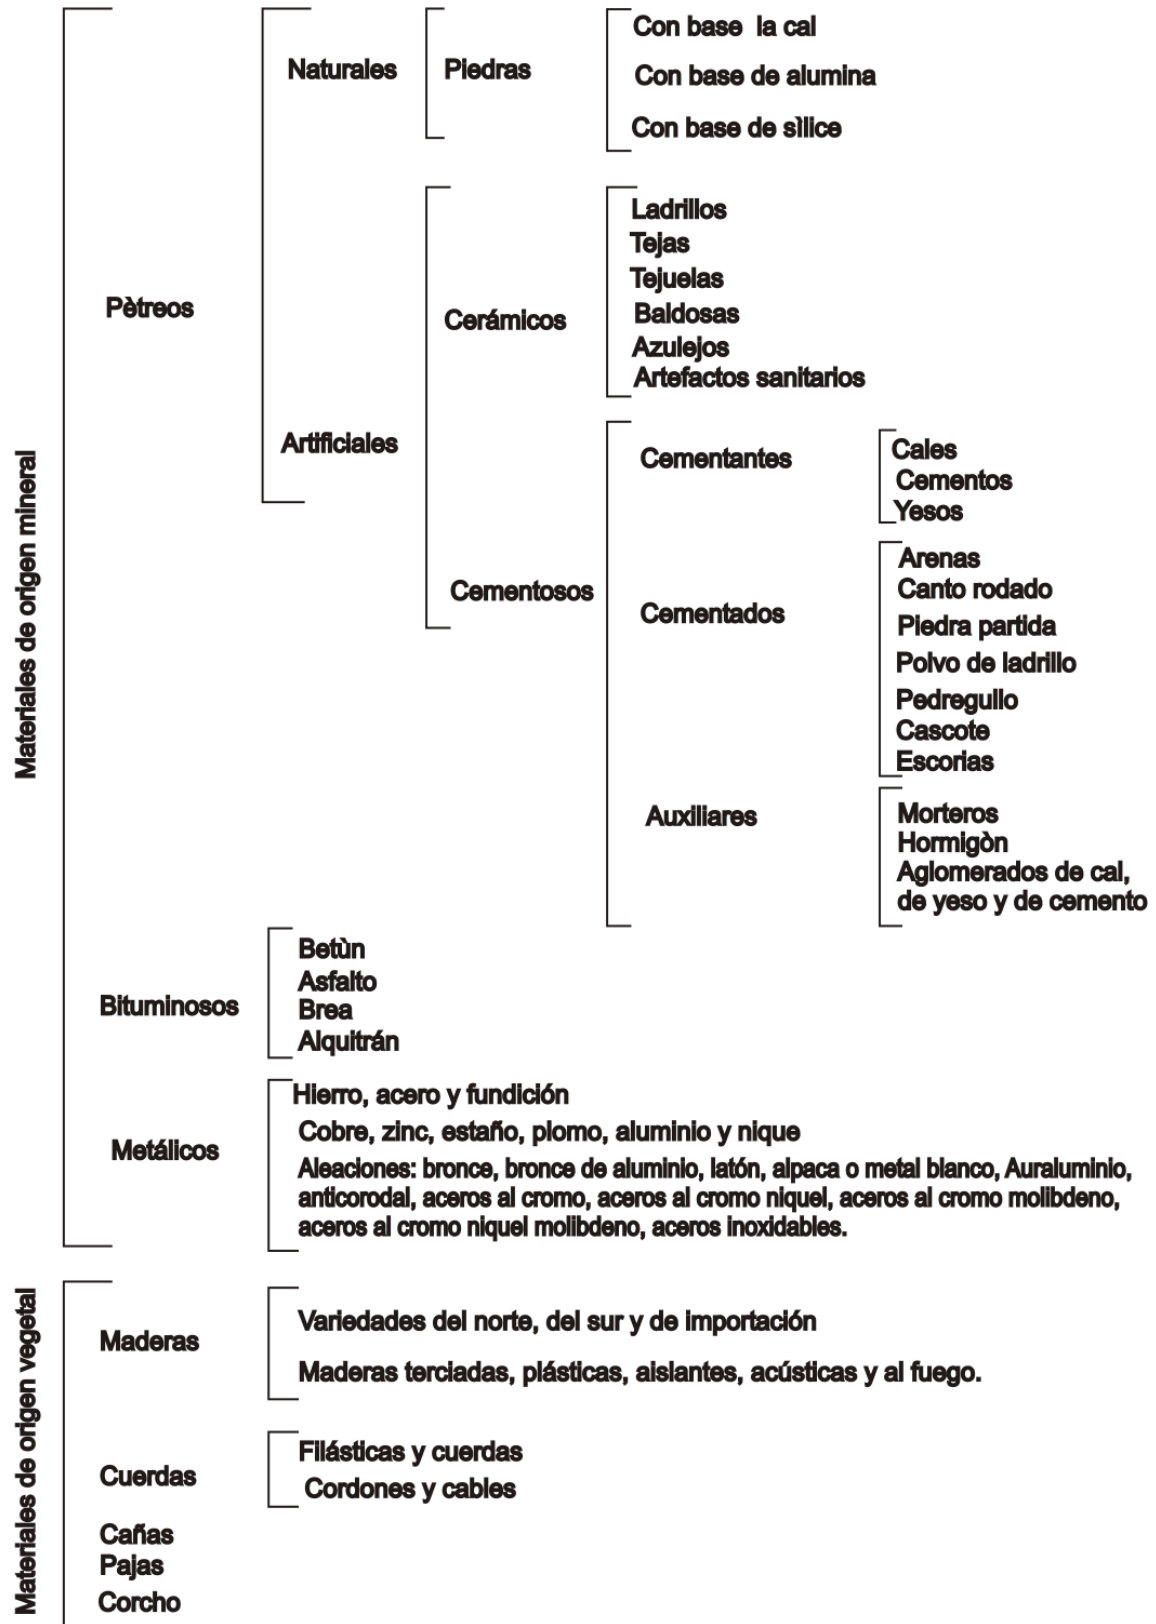 Materiales de origen mineral
Pètreos
Naturales
Piedras
Con base  la cal
Con base de alumina
Con base de sìlice
Artificiales
Cerámicos
Ladrillos
Tejas
Tejuelas
Baldosas
Azulejos
Artefactos sanitarios
Cementosos
Cementantes
Cales
Cementos
Yesos
Cementados
Arenas
Canto rodado
Piedra partida
Polvo de ladrillo
Pedregullo
Cascote
Escorias
Auxiliares
Morteros
Hormigòn
Aglomerados de cal,
de yeso y de cemento
Bituminosos
Betùn
Asfalto
Brea
Alquitrán
Metálicos
Hierro, acero y fundición
Cobre, zinc, estaño, plomo, aluminio y nique
Aleaciones: bronce, bronce de aluminio, latón, alpaca o metal blanco, Auraluminio,
anticorodal, aceros al cromo, aceros al cromo niquel, aceros al cromo molibdeno,
aceros al cromo niquel molibdeno, aceros inoxidables.
Materiales de origen vegetal
Maderas
Variedades del norte, del sur y de importación
Maderas terciadas, plásticas, aislantes, acústicas y al fuego.
Cuerdas
Filásticas y cuerdas
Cordones y cables
Cañas
Pajas
Corcho